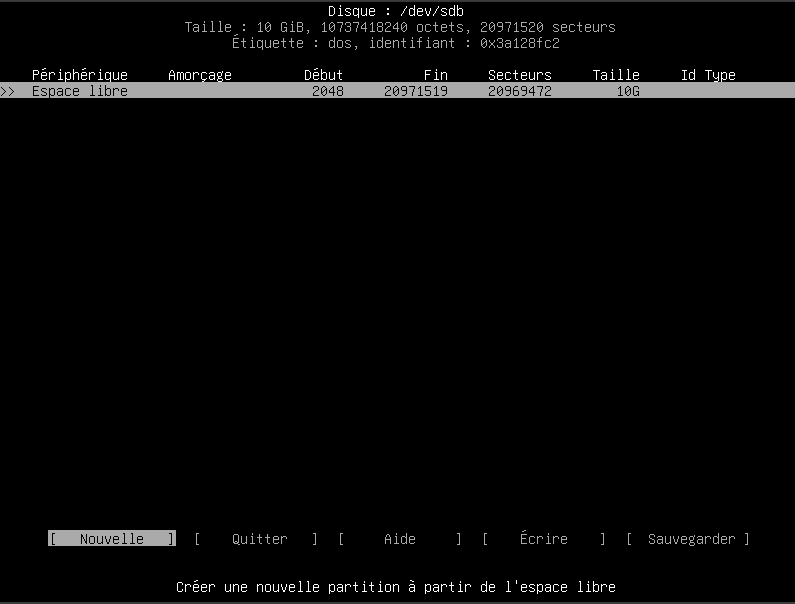 Disque : /dev/sdb
Taille : 10 GiB, 10737418240 octets, 20971520 secteurs
Étiquette : dos, identifiant : 0x3a128fc2
Périphérique Amorçage Début Fin Secteurs Taille Id Type
>> Espace libre 2048 20971519 20969472 10G
[ Nouvelle ] [ Quitter ] [ Aide ] [ Écrire ] [ Sauvegarder ]
Créer une nouvelle partition à partir de l'espace libre